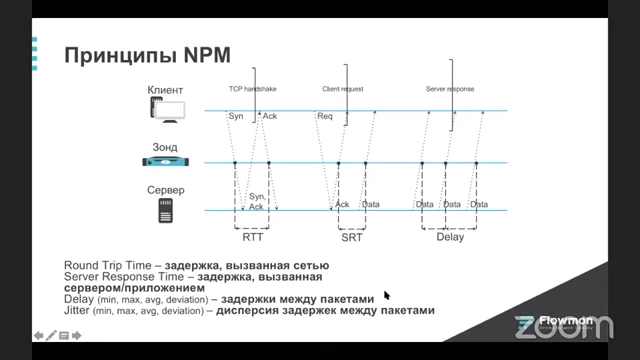 Принципы NPM
Клиент
TCP handshake
Client request
Server response
Syn
Ack
Req
Зонд
Сервер
Syn,
Ack
Ack
Data
Data
Data
Data
RTT
SRT
Delay
Round Trip Time – задержка, вызванная сетью
Server Response Time – задержка, вызванная
сервером/приложением
Delay (min, max, avg, deviation) – задержки между пакетами
Jitter (min, max, avg, deviation) – дисперсия задержек между пакетами
Flowmon
zoom